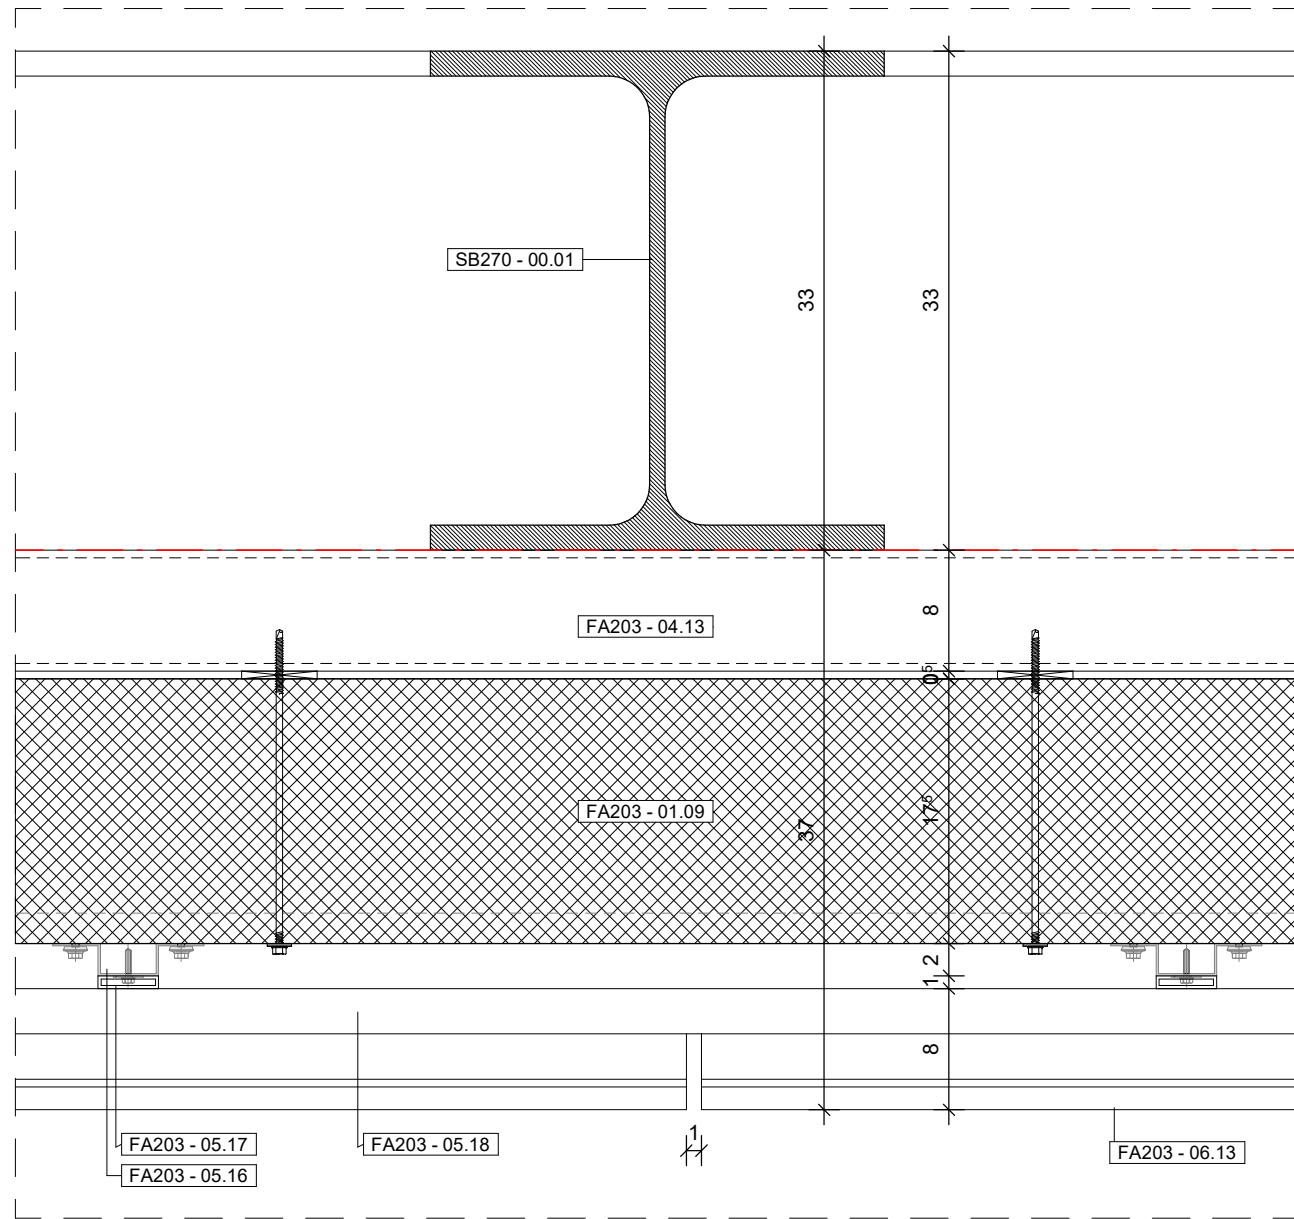 SB270 - 00.01
33
33
FA203 - 04.13
8
0⁵
FA203 - 01.09
17⁵
37
2
1
8
1
FA203 - 05.17
FA203 - 05.18
FA203 - 06.13
FA203 - 05.16